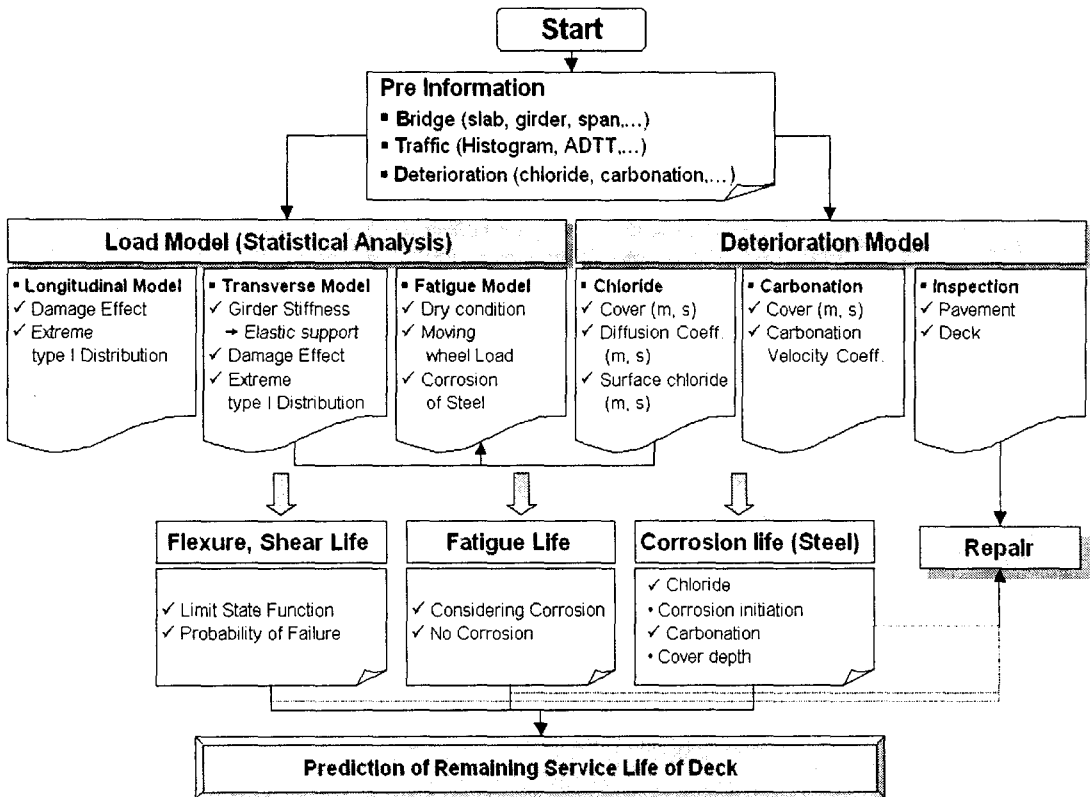 Start
Pre Information
▪ Bridge (slab, girder, span,...)
▪ Traffic (Histogram, ADTT,...)
▪ Deterioration (chloride, carbonation,...)
Load Model (Statistical Analysis)
▪ Longitudinal Model
✓ Damage Effect
✓ Extreme
type I Distribution
▪ Transverse Model
✓ Girder Stiffness
→ Elastic support
✓ Damage Effect
✓ Extreme
type I Distribution
▪ Fatigue Model
✓ Dry condition
✓ Moving
wheel Load
✓ Corrosion
of Steel
Deterioration Model
▪ Chloride
✓ Cover (m, s)
✓ Diffusion Coeff.
(m, s)
✓ Surface chloride
(m, s)
▪ Carbonation
✓ Cover (m, s)
✓ Carbonation
Velocity Coeff.
▪ Inspection
✓ Pavement
✓ Deck
Flexure, Shear Life
✓ Limit State Function
✓ Probability of Failure
Fatigue Life
✓ Considering Corrosion
✓ No Corrosion
Corrosion life (Steel)
✓ Chloride
• Corrosion initiation
✓ Carbonation
• Cover depth
Repair
Prediction of Remaining Service Life of Deck